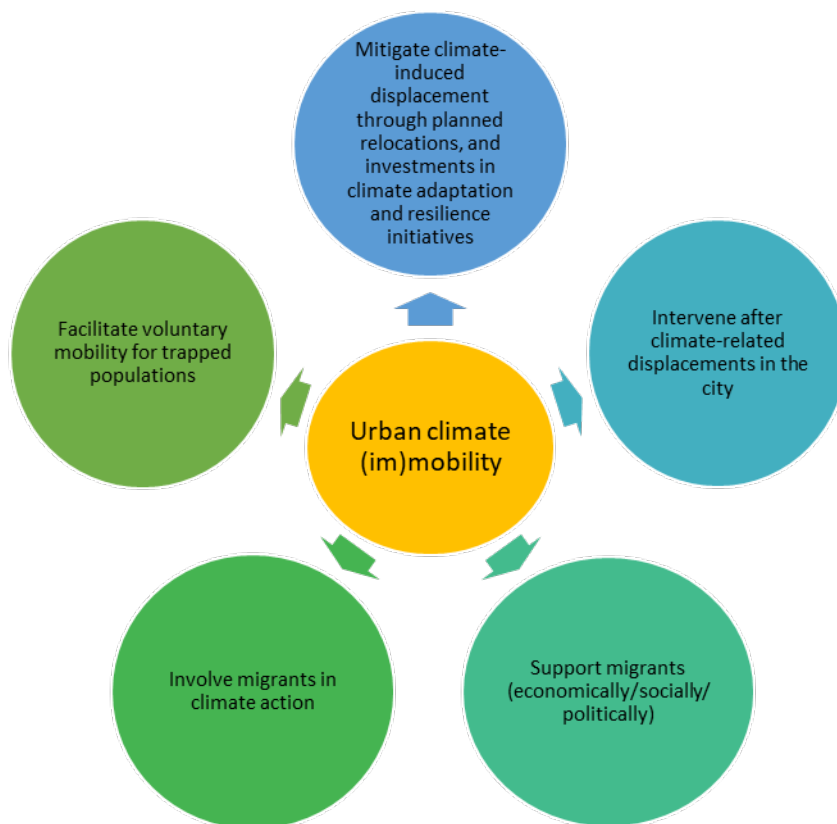 Mitigate climate-
induced
displacement
through planned
relocations, and
investments in
climate adaptation
and resilience
initiatives
Facilitate voluntary
mobility for trapped
populations
Intervene after
climate-related
displacements in the
city
Urban climate
(im)mobility
Involve migrants in
climate action
Support migrants
(economically/socially/
politically)